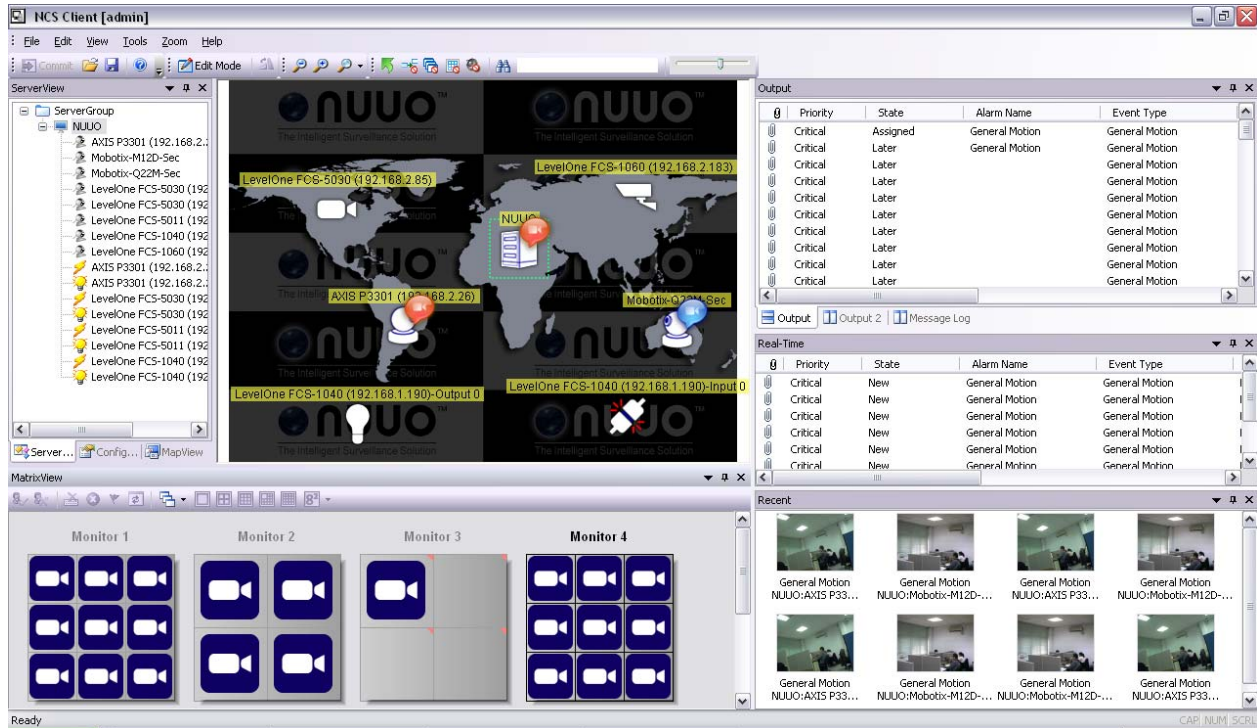 NCS Client [admin]
File Edit View Tools Zoom Help
Commit Edit Mode
ServerView
ServerGroup
NUUO
AXIS P3301 (192.168.2.:
Mobotix-M12D-Sec
Mobotix-Q22M-Sec
LevelOne FCS-5030 (192
LevelOne FCS-5030 (192
LevelOne FCS-5011 (192
LevelOne FCS-1040 (192
LevelOne FCS-1060 (192
AXIS P3301 (192.168.2.:
AXIS P3301 (192.168.2.:
LevelOne FCS-5030 (192
LevelOne FCS-5030 (192
LevelOne FCS-5011 (192
LevelOne FCS-5011 (192
LevelOne FCS-1040 (192
LevelOne FCS-1040 (192
Server... Config... MapView
NUUO™ NUUO™
The Intelligent Surveillance Solution The Intelligent Surveillance Solution
LevelOne FCS-5030 (192.168.2.85)
LevelOne FCS-1060 (192.168.2.183)
NUUO
AXIS P3301 (192.168.2.26)
Mobotix-Q22M-Sec
LevelOne FCS-1040 (192.168.1.190)-Output 0
LevelOne FCS-1040 (192.168.1.190)-Input 0
The Intelligent Surveillance Solution The Intelligent Surveillance Solution
Output
Priority State Alarm Name Event Type
Critical Assigned General Motion General Motion
Critical Later General Motion General Motion
Critical Later General Motion
Critical Later General Motion
Critical Later General Motion
Critical Later General Motion
Critical Later General Motion
Critical Later General Motion
Critical Later General Motion
Critical Later General Motion
Output Output 2 Message Log
Real-Time
Priority State Alarm Name Event Type
Critical New General Motion General Motion
Critical New General Motion General Motion
Critical New General Motion General Motion
Critical New General Motion General Motion
Critical New General Motion General Motion
Critical New General Motion General Motion
MatrixView
Monitor 1 Monitor 2 Monitor 3 Monitor 4
Recent
General Motion General Motion General Motion General Motion
NUUO:AXIS P33... NUUO:Mobotix-M12D-... NUUO:AXIS P33... NUUO:Mobotix-M12D-...
General Motion General Motion General Motion General Motion
NUUO:AXIS P33... NUUO:Mobotix-M12D-... NUUO:Mobotix-M12D-... NUUO:AXIS P33...
Ready
CAP NUM SCRL